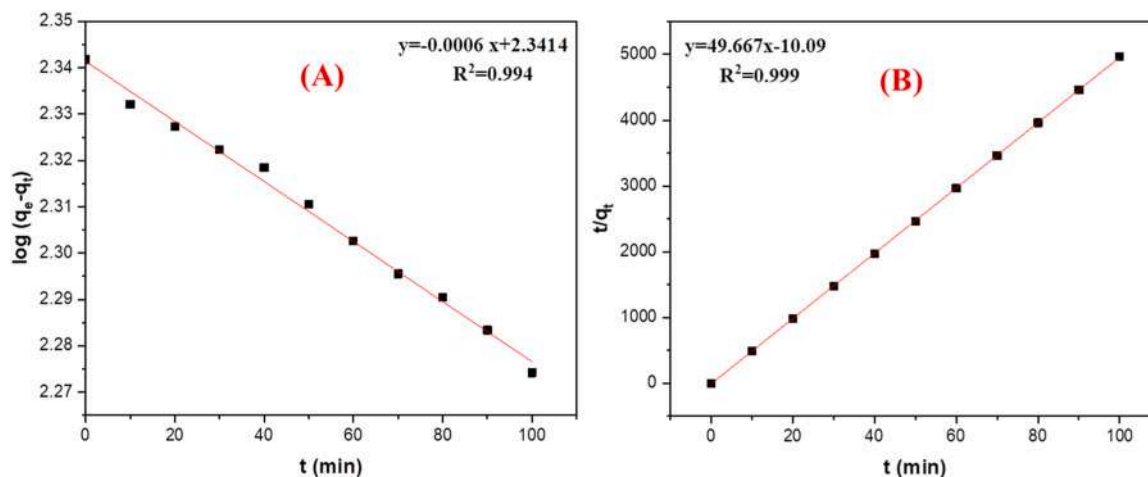 y=-0.0006 x+2.3414
R²=0.994
(A)
log (qₑ-qₜ)
2.35
2.34
2.33
2.32
2.31
2.30
2.29
2.28
2.27
0 20 40 60 80 100
t (min)
y=49.667x-10.09
R²=0.999
(B)
t/qₜ
5000
4000
3000
2000
1000
0
0 20 40 60 80 100
t (min)